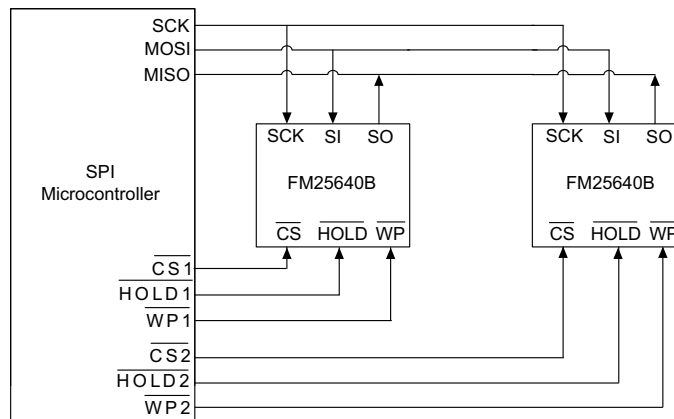 SCK
MOSI
MISO
SPI
Microcontroller
CS1
HOLD1
WP1
CS2
HOLD2
WP2
SCK SI SO
FM25640B
CS HOLD WP
SCK SI SO
FM25640B
CS HOLD WP